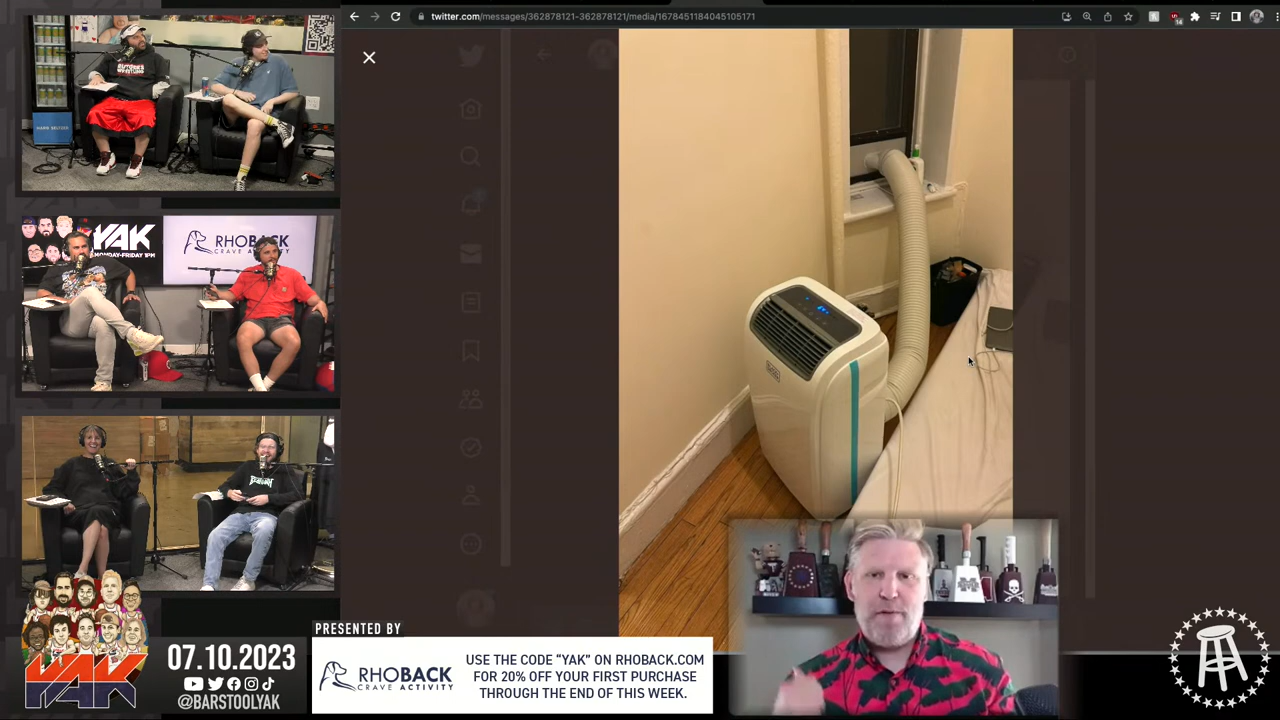 twitter.com/messages/362878121-362878121/media/1678451184045105171
YAK
MONDAY-FRIDAY 1PM
RHOBACK
CRAVE ACTIVITY
YAK
07.10.2023
@BARSTOOLYAK
PRESENTED BY
RHOBACK
CRAVE ACTIVITY
USE THE CODE "YAK" ON RHOBACK.COM
FOR 20% OFF YOUR FIRST PURCHASE
THROUGH THE END OF THIS WEEK.